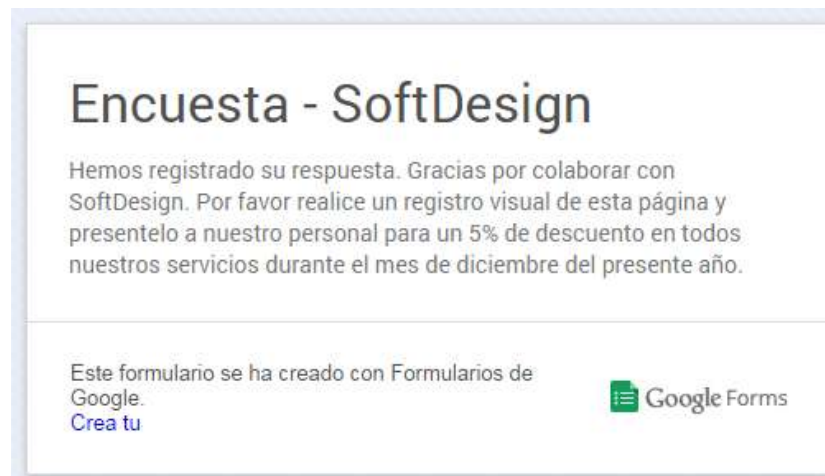 Encuesta - SoftDesign
Hemos registrado su respuesta. Gracias por colaborar con
SoftDesign. Por favor realice un registro visual de esta página y
presentelo a nuestro personal para un 5% de descuento en todos
nuestros servicios durante el mes de diciembre del presente año.
Este formulario se ha creado con Formularios de
Google.
Crea tu
Google Forms